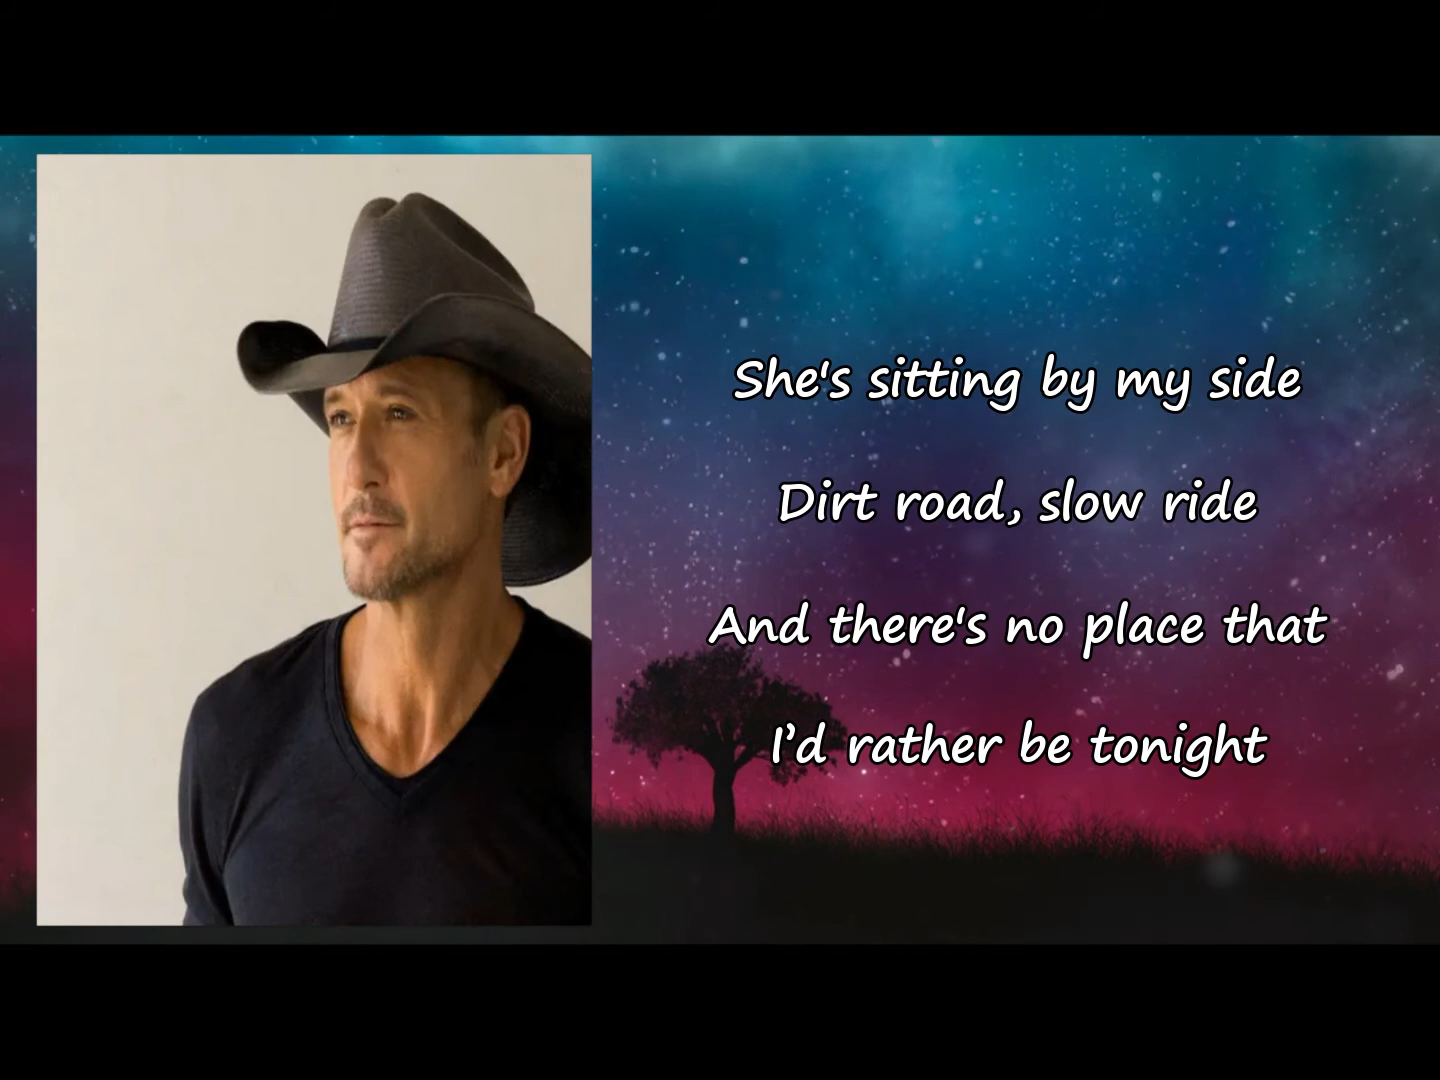 She's sitting by my side
Dirt road, slow ride
And there's no place that
I’d rather be tonight